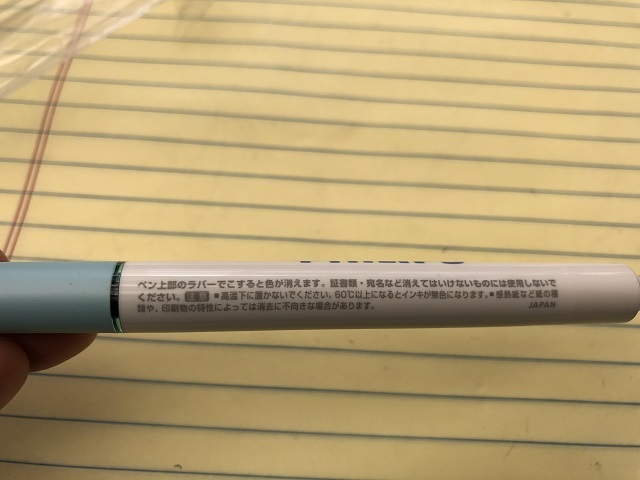 ペン上部のラバーでこすると色が消えます。証書類・宛名など消えてはいけないものには使用しないで
ください。注意 ■高温下に置かないでください。60℃以上になるとインキが無色になります。■感熱紙など紙の種
類や、印刷物の特性によっては消去に不向きな場合があります。
JAPAN